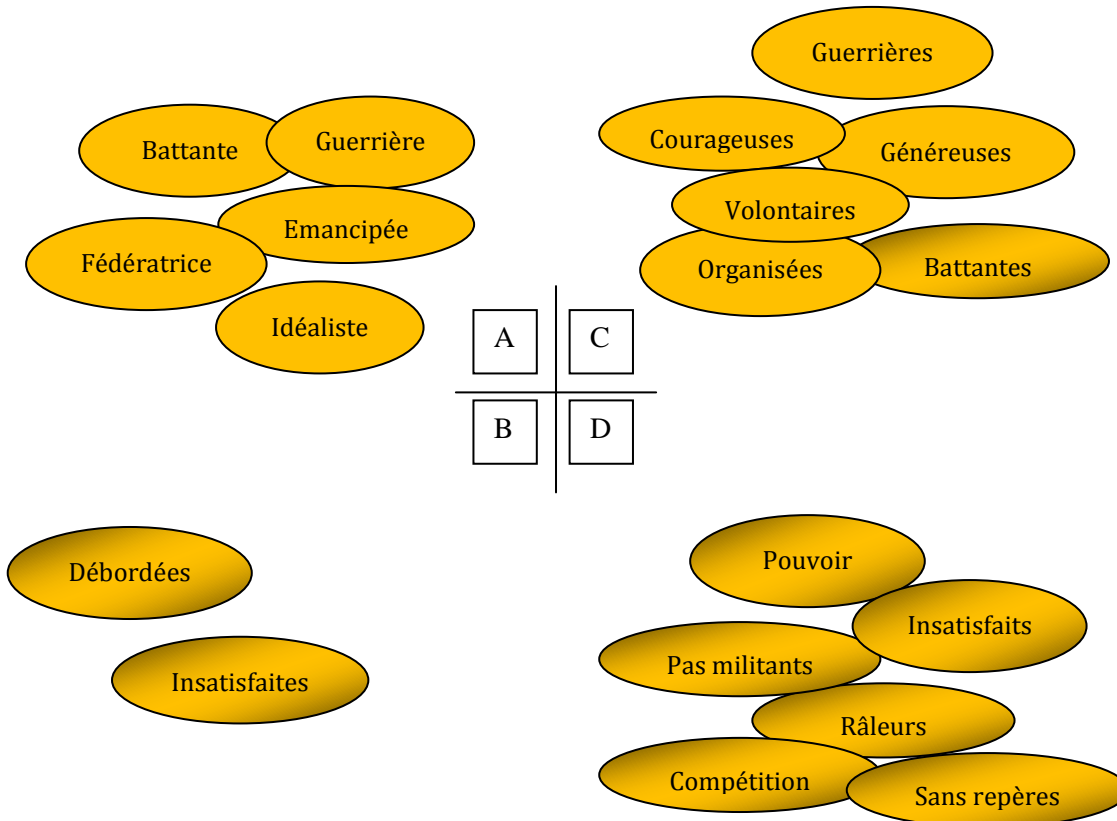 Battante
Guerrière
Emancipée
Fédératrice
Idéaliste
Guerrières
Courageuses
Généreuses
Volontaires
Organisées
Battantes
A
C
B
D
Débordées
Insatisfaites
Pouvoir
Insatisfaits
Pas militants
Râleurs
Compétition
Sans repères